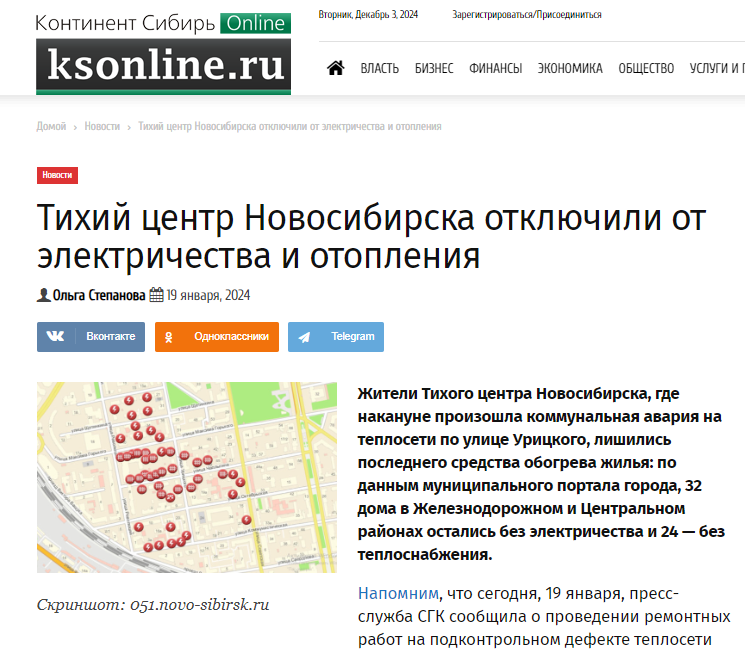 Континент Сибирь Online
ksonline.ru
Вторник, Декабрь 3, 2024
Зарегистрироваться/Присоединиться
ВЛАСТЬ БИЗНЕС ФИНАНСЫ ЭКОНОМИКА ОБЩЕСТВО УСЛУГИ И
Домой › Новости › Тихий центр Новосибирска отключили от электричества и отопления
Новости
Тихий центр Новосибирска отключили от
электричества и отопления
Ольга Степанова 19 января, 2024
Вконтакте Одноклассники Telegram
Жители Тихого центра Новосибирска, где
накануне произошла коммунальная авария на
теплосети по улице Урицкого, лишились
последнего средства обогрева жилья: по
данным муниципального портала города, 32
дома в Железнодорожном и Центральном
районах остались без электричества и 24 — без
теплоснабжения.
Скриншот: 051.novo-sibirsk.ru
Напомним, что сегодня, 19 января, пресс-
служба СГК сообщила о проведении ремонтных
работ на подконтрольном дефекте теплосети